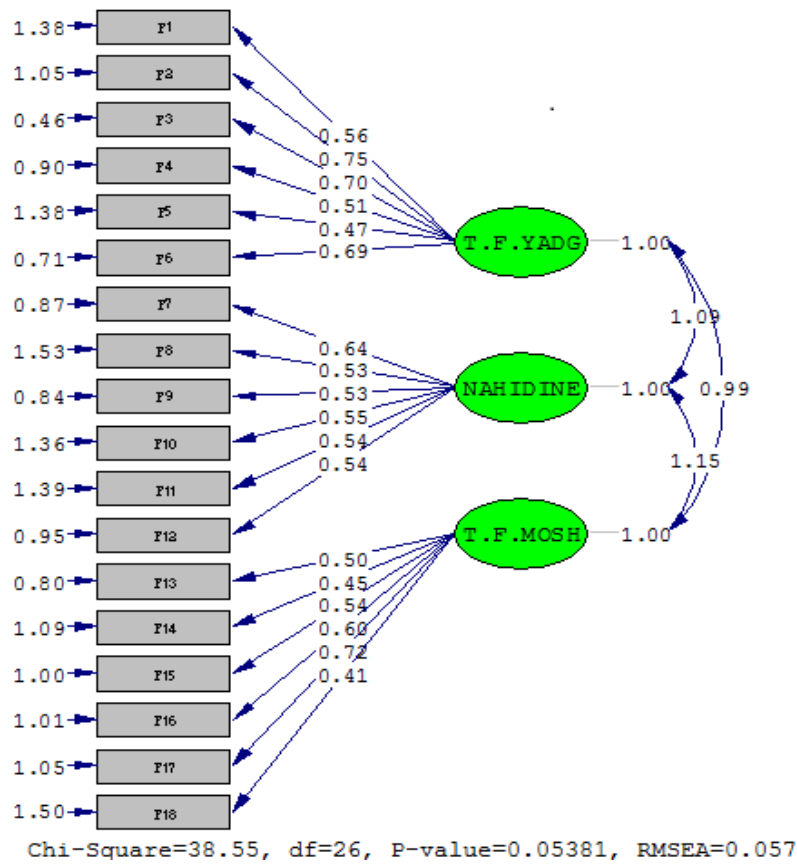 1.38 F1
1.05 F2
0.46 F3
0.90 F4
1.38 F5
0.71 F6
0.87 F7
1.53 F8
0.84 F9
1.36 F10
1.39 F11
0.95 F12
0.80 F13
1.09 F14
1.00 F15
1.01 F16
1.05 F17
1.50 F18
0.56
0.75
0.70
0.51
0.47
0.69
0.64
0.53
0.53
0.55
0.54
0.54
0.50
0.45
0.54
0.60
0.72
0.41
T.F.YADG 1.00
NAHIDINE 1.00
T.F.MOSH 1.00
1.09
0.99
1.15
Chi-Square=38.55, df=26, P-value=0.05381, RMSEA=0.057